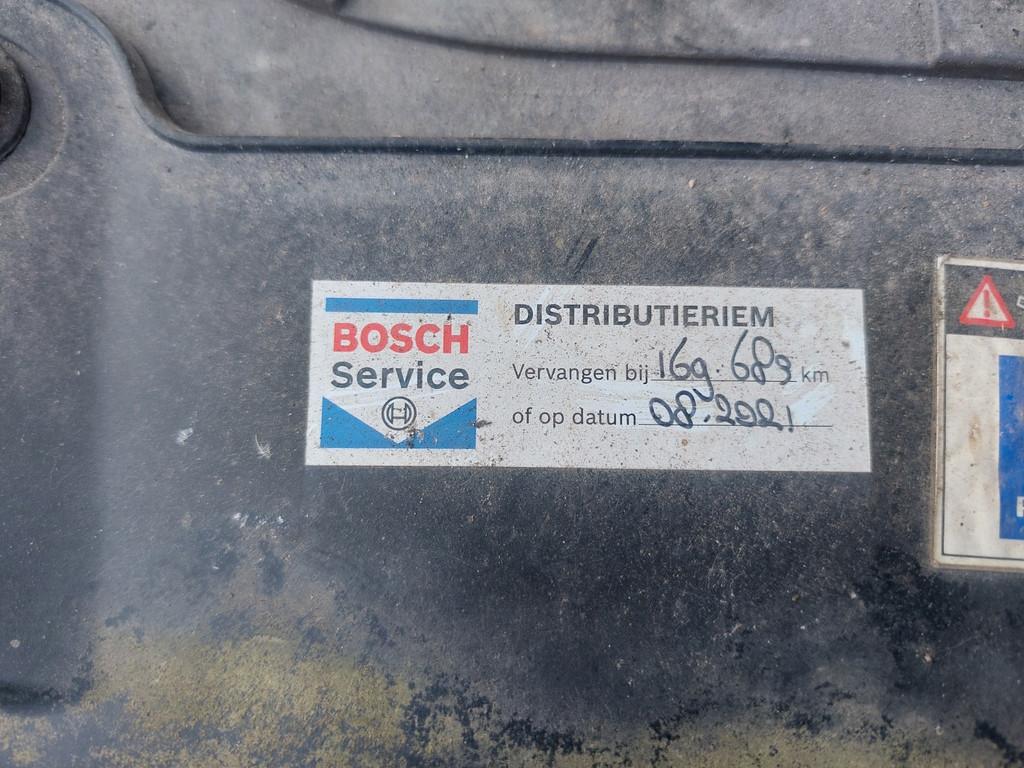 BOSCH
Service
DISTRIBUTIERIEM
Vervangen bij 169.689 km
of op datum 08.2021